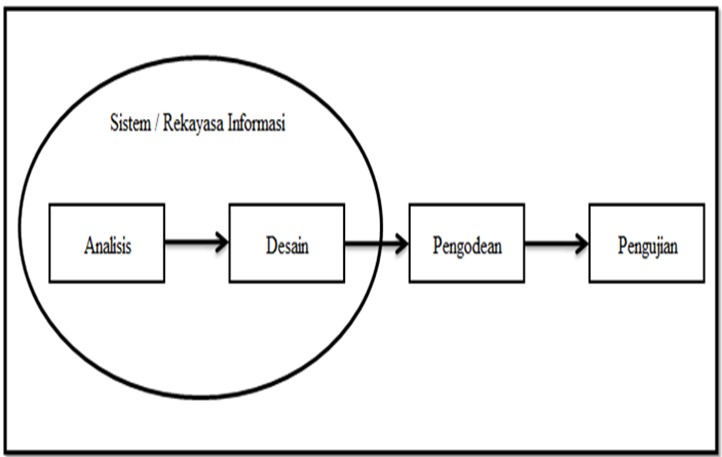 Sistem / Rekayasa Informasi
Analisis
Desain
Pengodean
Pengujian